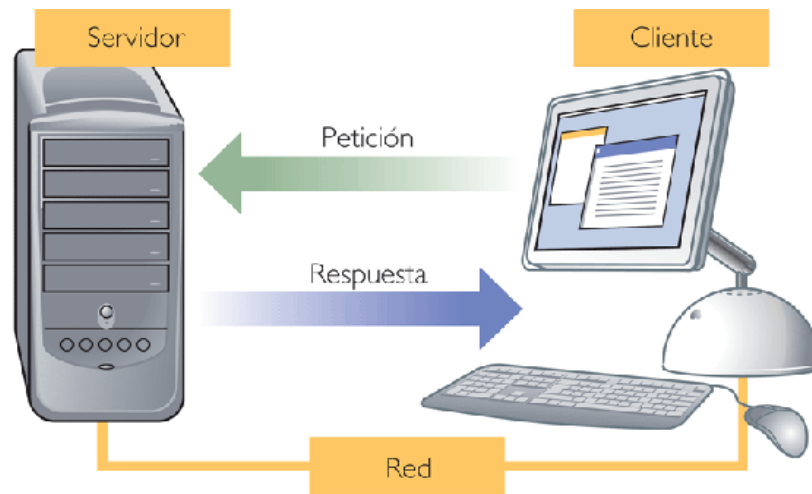 Servidor
Cliente
Petición
Respuesta
Red